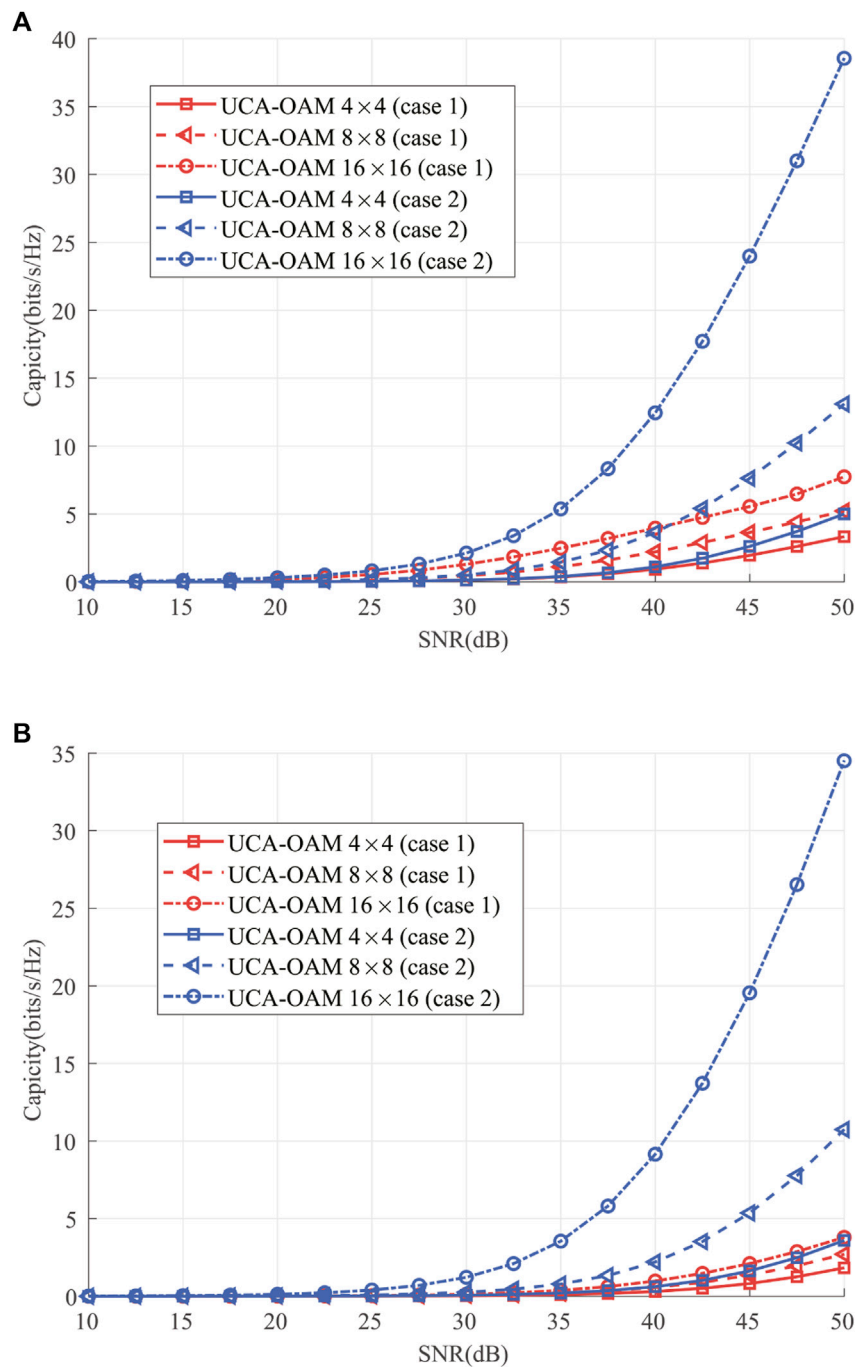 A
40
35
30
25
20
15
10
5
0
Capicity(bits/s/Hz)
UCA-OAM 4×4 (case 1)
UCA-OAM 8×8 (case 1)
UCA-OAM 16×16 (case 1)
UCA-OAM 4×4 (case 2)
UCA-OAM 8×8 (case 2)
UCA-OAM 16×16 (case 2)
10 15 20 25 30 35 40 45 50
SNR(dB)
B
35
30
25
20
15
10
5
0
Capicity(bits/s/Hz)
UCA-OAM 4×4 (case 1)
UCA-OAM 8×8 (case 1)
UCA-OAM 16×16 (case 1)
UCA-OAM 4×4 (case 2)
UCA-OAM 8×8 (case 2)
UCA-OAM 16×16 (case 2)
10 15 20 25 30 35 40 45 50
SNR(dB)